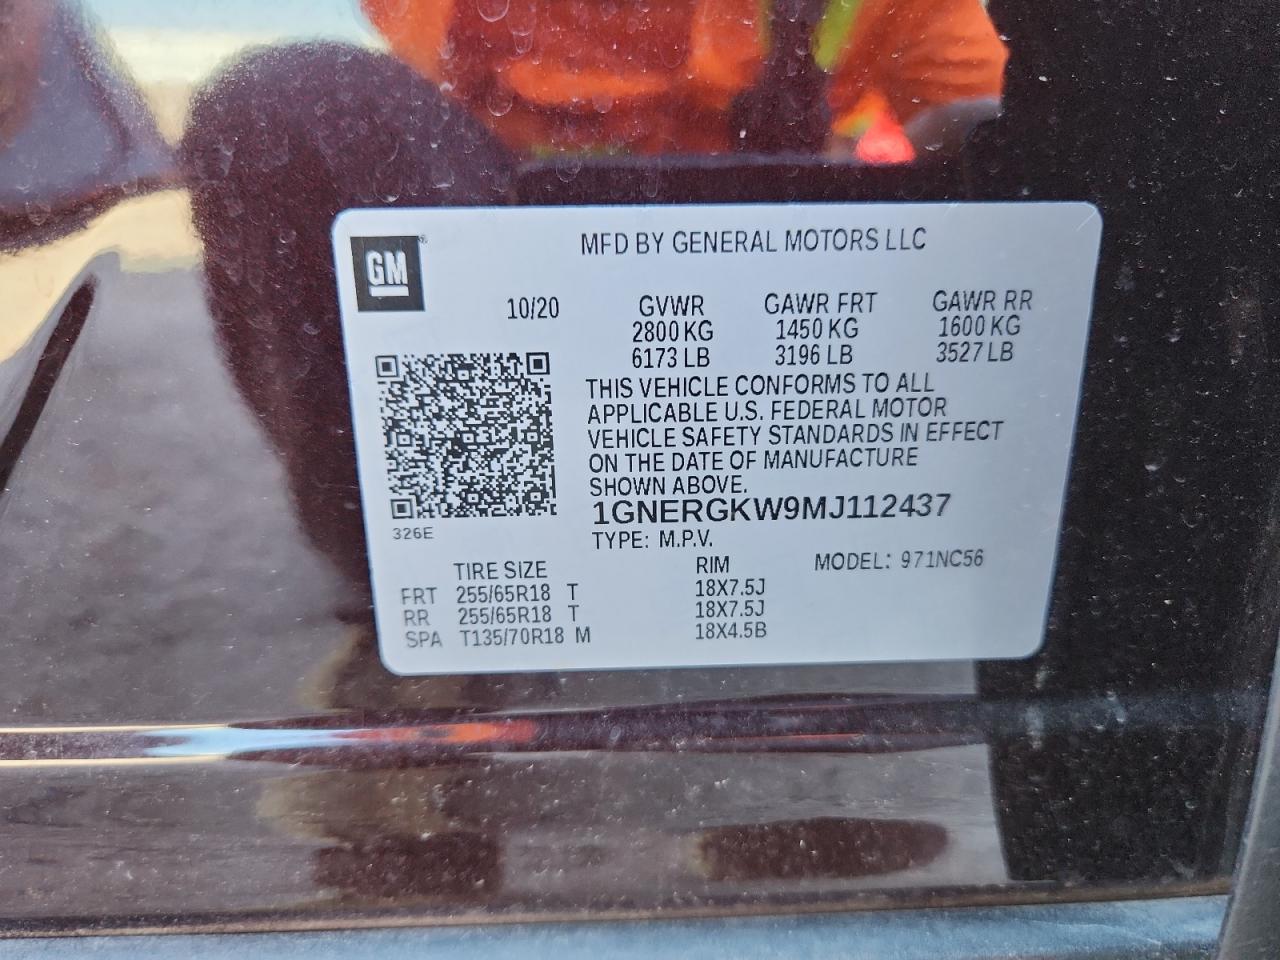 GM
MFD BY GENERAL MOTORS LLC
10/20 GVWR GAWR FRT GAWR RR
2800 KG 1450 KG 1600 KG
6173 LB 3196 LB 3527 LB
THIS VEHICLE CONFORMS TO ALL
APPLICABLE U.S. FEDERAL MOTOR
VEHICLE SAFETY STANDARDS IN EFFECT
ON THE DATE OF MANUFACTURE
SHOWN ABOVE.
1GNERGKW9MJ112437
326E
TYPE: M.P.V.
MODEL: 971NC56
TIRE SIZE RIM
FRT 255/65R18 T 18X7.5J
RR 255/65R18 T 18X7.5J
SPA T135/70R18 M 18X4.5B